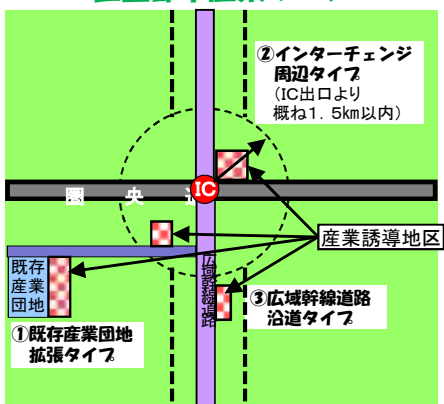 ②インターチェンジ
周辺タイプ
(IC出口より
概ね1.5km以内)
IC
圏央道
産業誘導地区
既存
産業
団地
広域幹線道路
③広域幹線道路
沿道タイプ
①既存産業団地
拡張タイプ